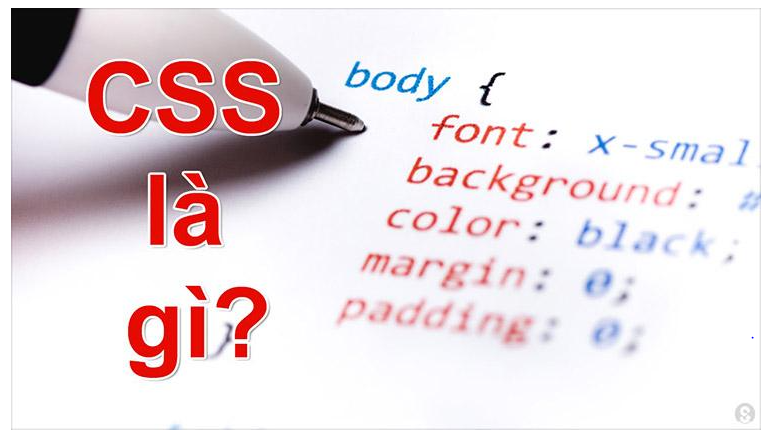 CSS
là
gì?
body {
font: x-smal
background: #
color: black;
margin: 0;
padding: 0;
}